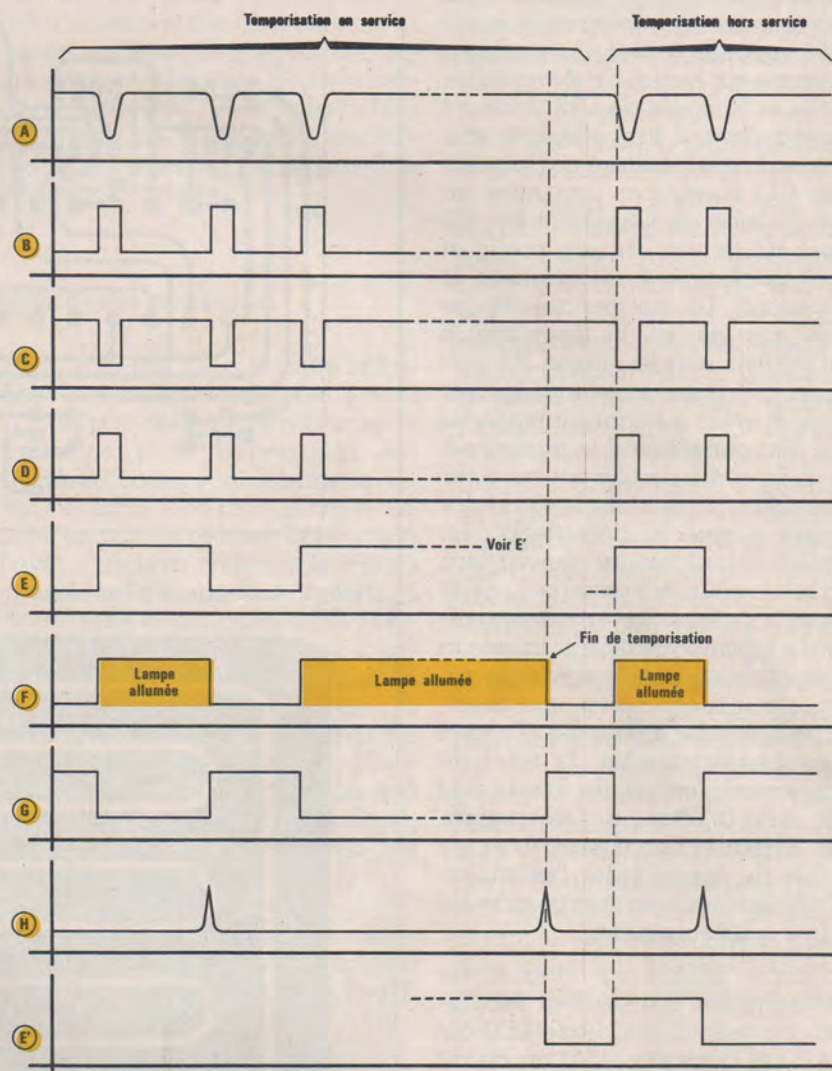 Temporisation en service
Temporisation hors service
A
B
C
D
E
Voir E'
Fin de temporisation
F
Lampe
allumée
Lampe allumée
Lampe
allumée
G
H
E'